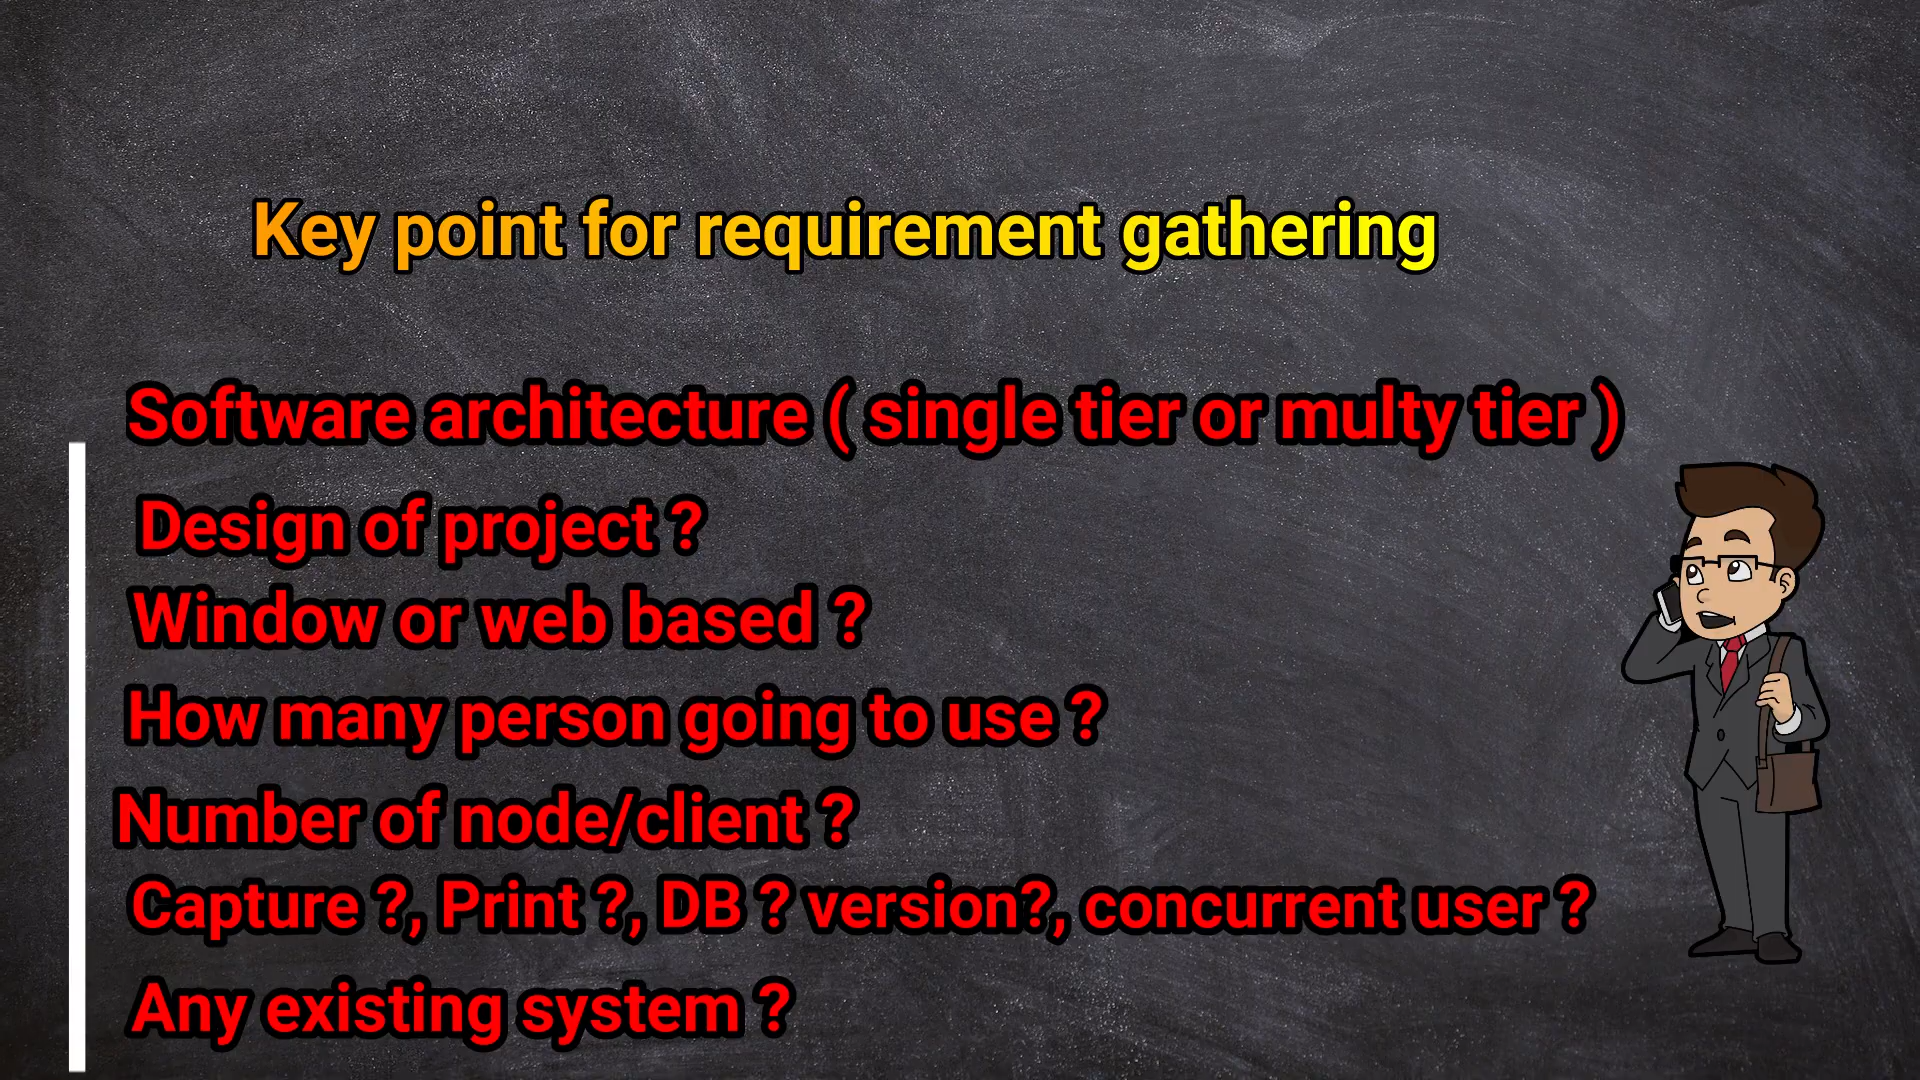 Key point for requirement gathering
Software architecture ( single tier or multy tier )
Design of project ?
Window or web based ?
How many person going to use ?
Number of node/client ?
Capture ?, Print ?, DB ? version?, concurrent user ?
Any existing system ?